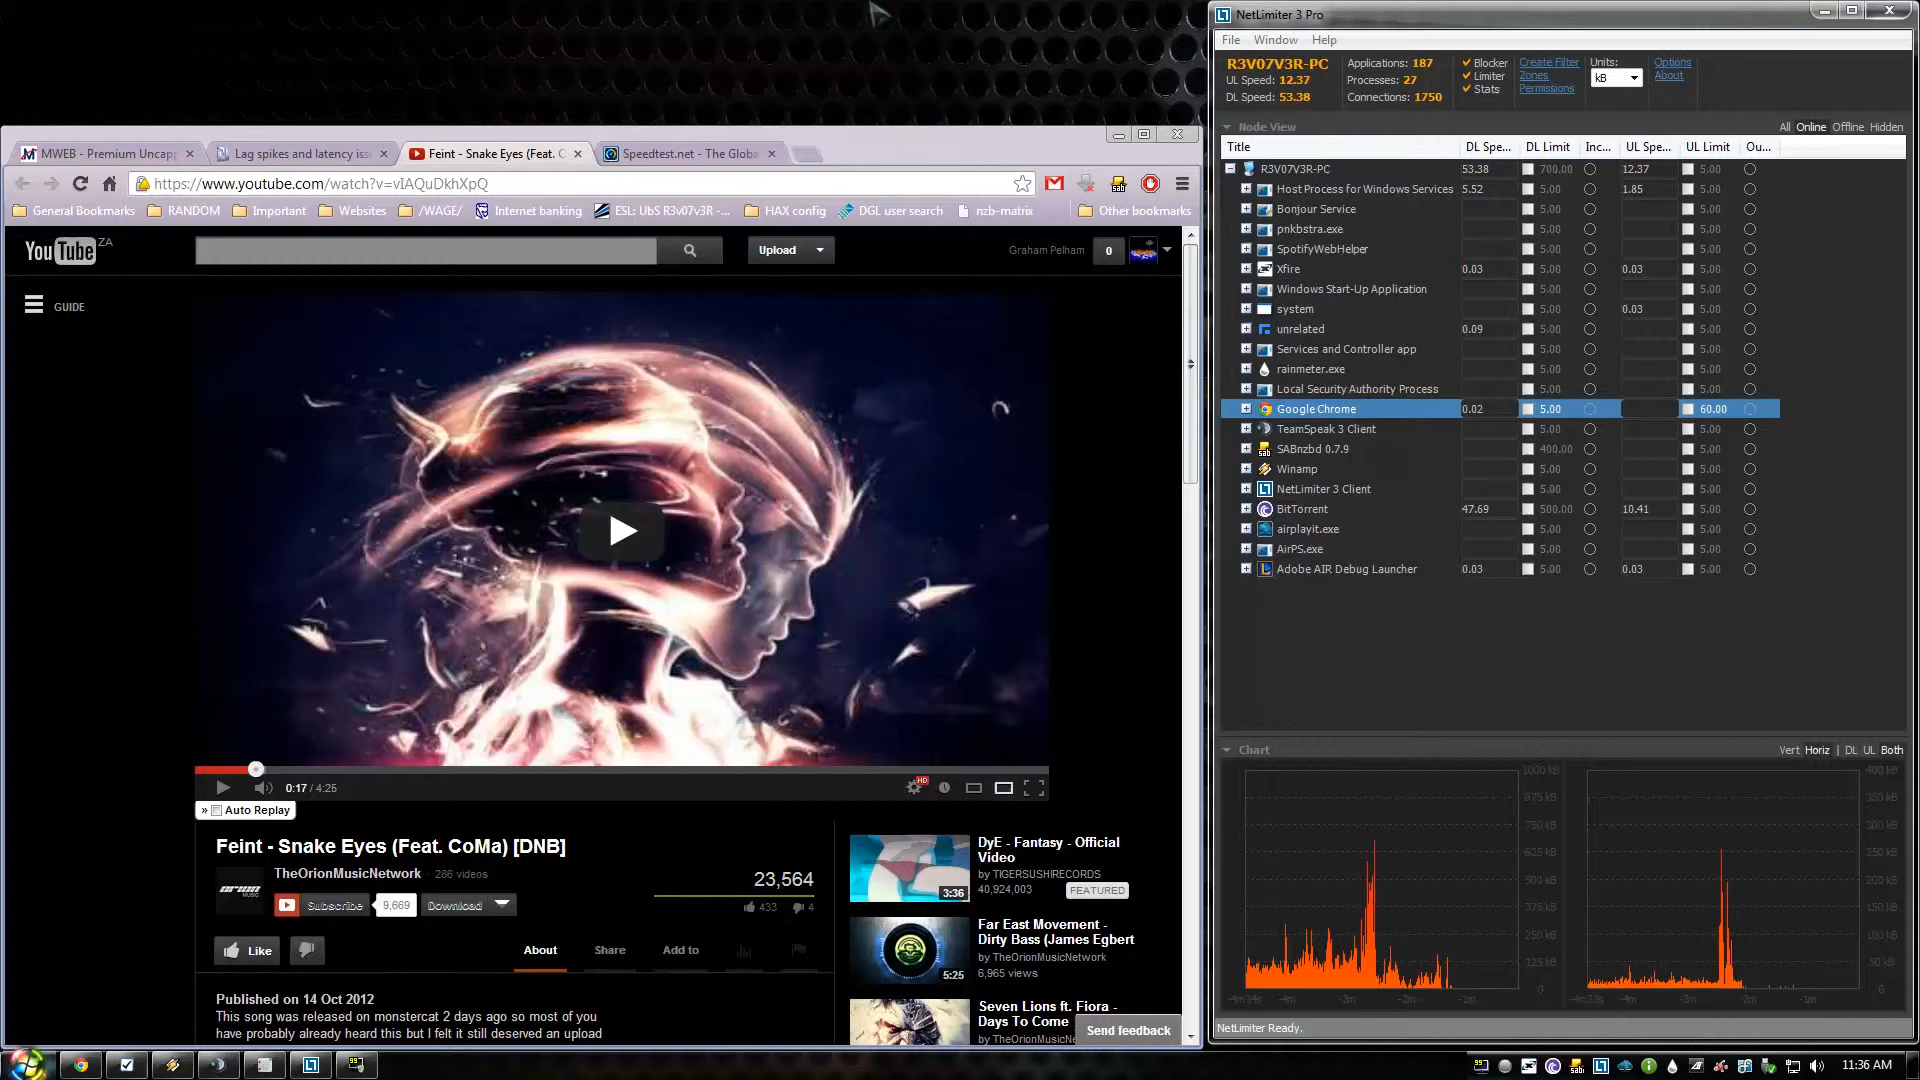 NetLimiter 3 Pro
File Window Help
R3V07V3R-PC
UL Speed: 12.37
DL Speed: 53.38
Applications: 187
Processes: 27
Connections: 1750
Blocker
Limiter
Stats
Create Filter
Zones
Permissions
Units:
kB
Options
About
Node View All Online Offline Hidden
Title DL Spe... DL Limit Inc... UL Spe... UL Limit Ou...
R3V07V3R-PC 53.38 700.00 12.37 5.00
Host Process for Windows Services 5.52 5.00 1.85 5.00
Bonjour Service 5.00 5.00
pnkbstra.exe 5.00 5.00
SpotifyWebHelper 5.00 5.00
Xfire 0.03 5.00 0.03 5.00
Windows Start-Up Application 5.00 5.00
system 5.00 0.03 5.00
unrelated 0.09 5.00 5.00
Services and Controller app 5.00 5.00
rainmeter.exe 5.00 5.00
Local Security Authority Process 5.00 5.00
Google Chrome 0.02 5.00 60.00
TeamSpeak 3 Client 5.00 5.00
SABnzbd 0.7.9 400.00 5.00
Winamp 5.00 5.00
NetLimiter 3 Client 5.00 5.00
BitTorrent 47.69 500.00 10.41 5.00
airplayit.exe 5.00 5.00
AirPS.exe 5.00 5.00
Adobe AIR Debug Launcher 0.03 5.00 0.03 5.00
Chart Vert Horiz | DL UL Both
1000 kB
875 kB
750 kB
625 kB
500 kB
375 kB
250 kB
125 kB
0
-4m34s -4m -3m -2m -1m
400 kB
350 kB
300 kB
250 kB
200 kB
150 kB
100 kB
50 kB
0
-4m33s -4m -3m -2m -1m
NetLimiter Ready.
MWEB - Premium Uncap
Lag spikes and latency iss
Feint - Snake Eyes (Feat. C
Speedtest.net - The Globa
https://www.youtube.com/watch?v=vIAQuDkhXpQ
General Bookmarks RANDOM Important Websites /WAGE/ Internet banking ESL: UbS R3v07v3R -... HAX config DGL user search nzb-matrix Other bookmarks
YouTube ZA
Upload
Graham Pelham 0
GUIDE
0:17 / 4:25
HD
» Auto Replay
Feint - Snake Eyes (Feat. CoMa) [DNB]
TheOrionMusicNetwork · 286 videos
Subscribe 9,669 Download
23,564
433 4
Like
About Share Add to
Published on 14 Oct 2012
This song was released on monstercat 2 days ago so most of you
have probably already heard this but I felt it still deserved an upload
DyE - Fantasy - Official
Video
by TIGERSUSHIRECORDS
40,924,003 FEATURED
3:36
Far East Movement -
Dirty Bass (James Egbert
by TheOrionMusicNetwork
6,965 views
5:25
Seven Lions ft. Fiora -
Days To Come
by TheOrionMusicNe
Send feedback
11:36 AM